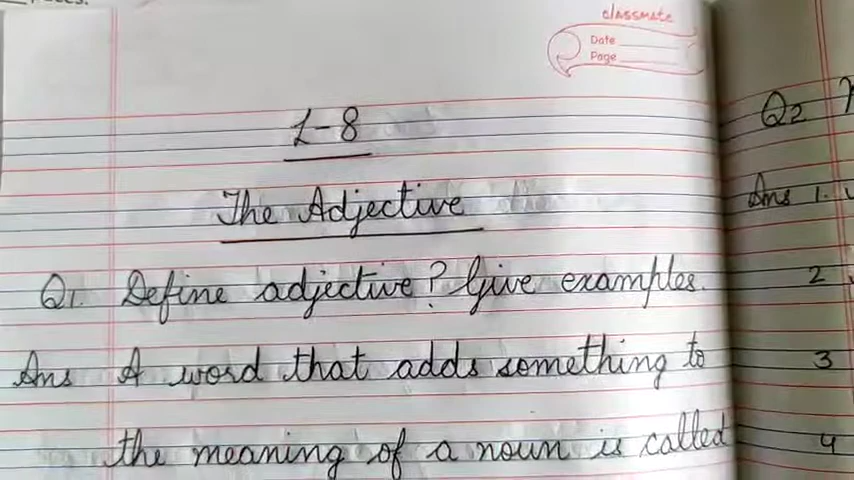 classmate
Date
Page
L-8
The Adjective
Q1. Define adjective? Give examples.
Ans A word that adds something to
the meaning of a noun is called
Q2
Ans 1.
2
3
4